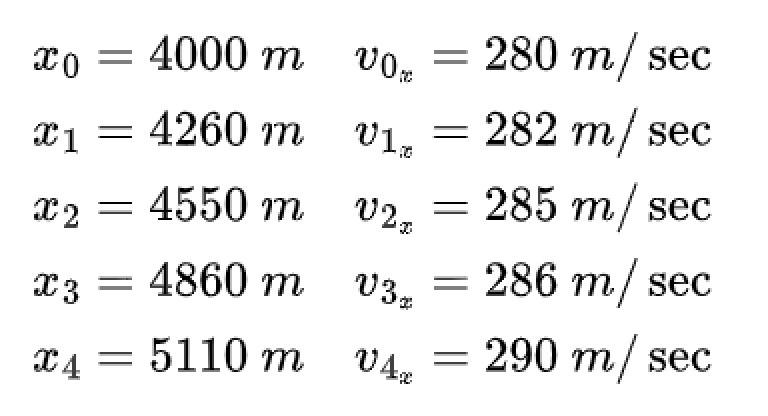 x₀ = 4000 m v₀ₓ = 280 m/ sec
x₁ = 4260 m v₁ₓ = 282 m/ sec
x₂ = 4550 m v₂ₓ = 285 m/ sec
x₃ = 4860 m v₃ₓ = 286 m/ sec
x₄ = 5110 m v₄ₓ = 290 m/ sec